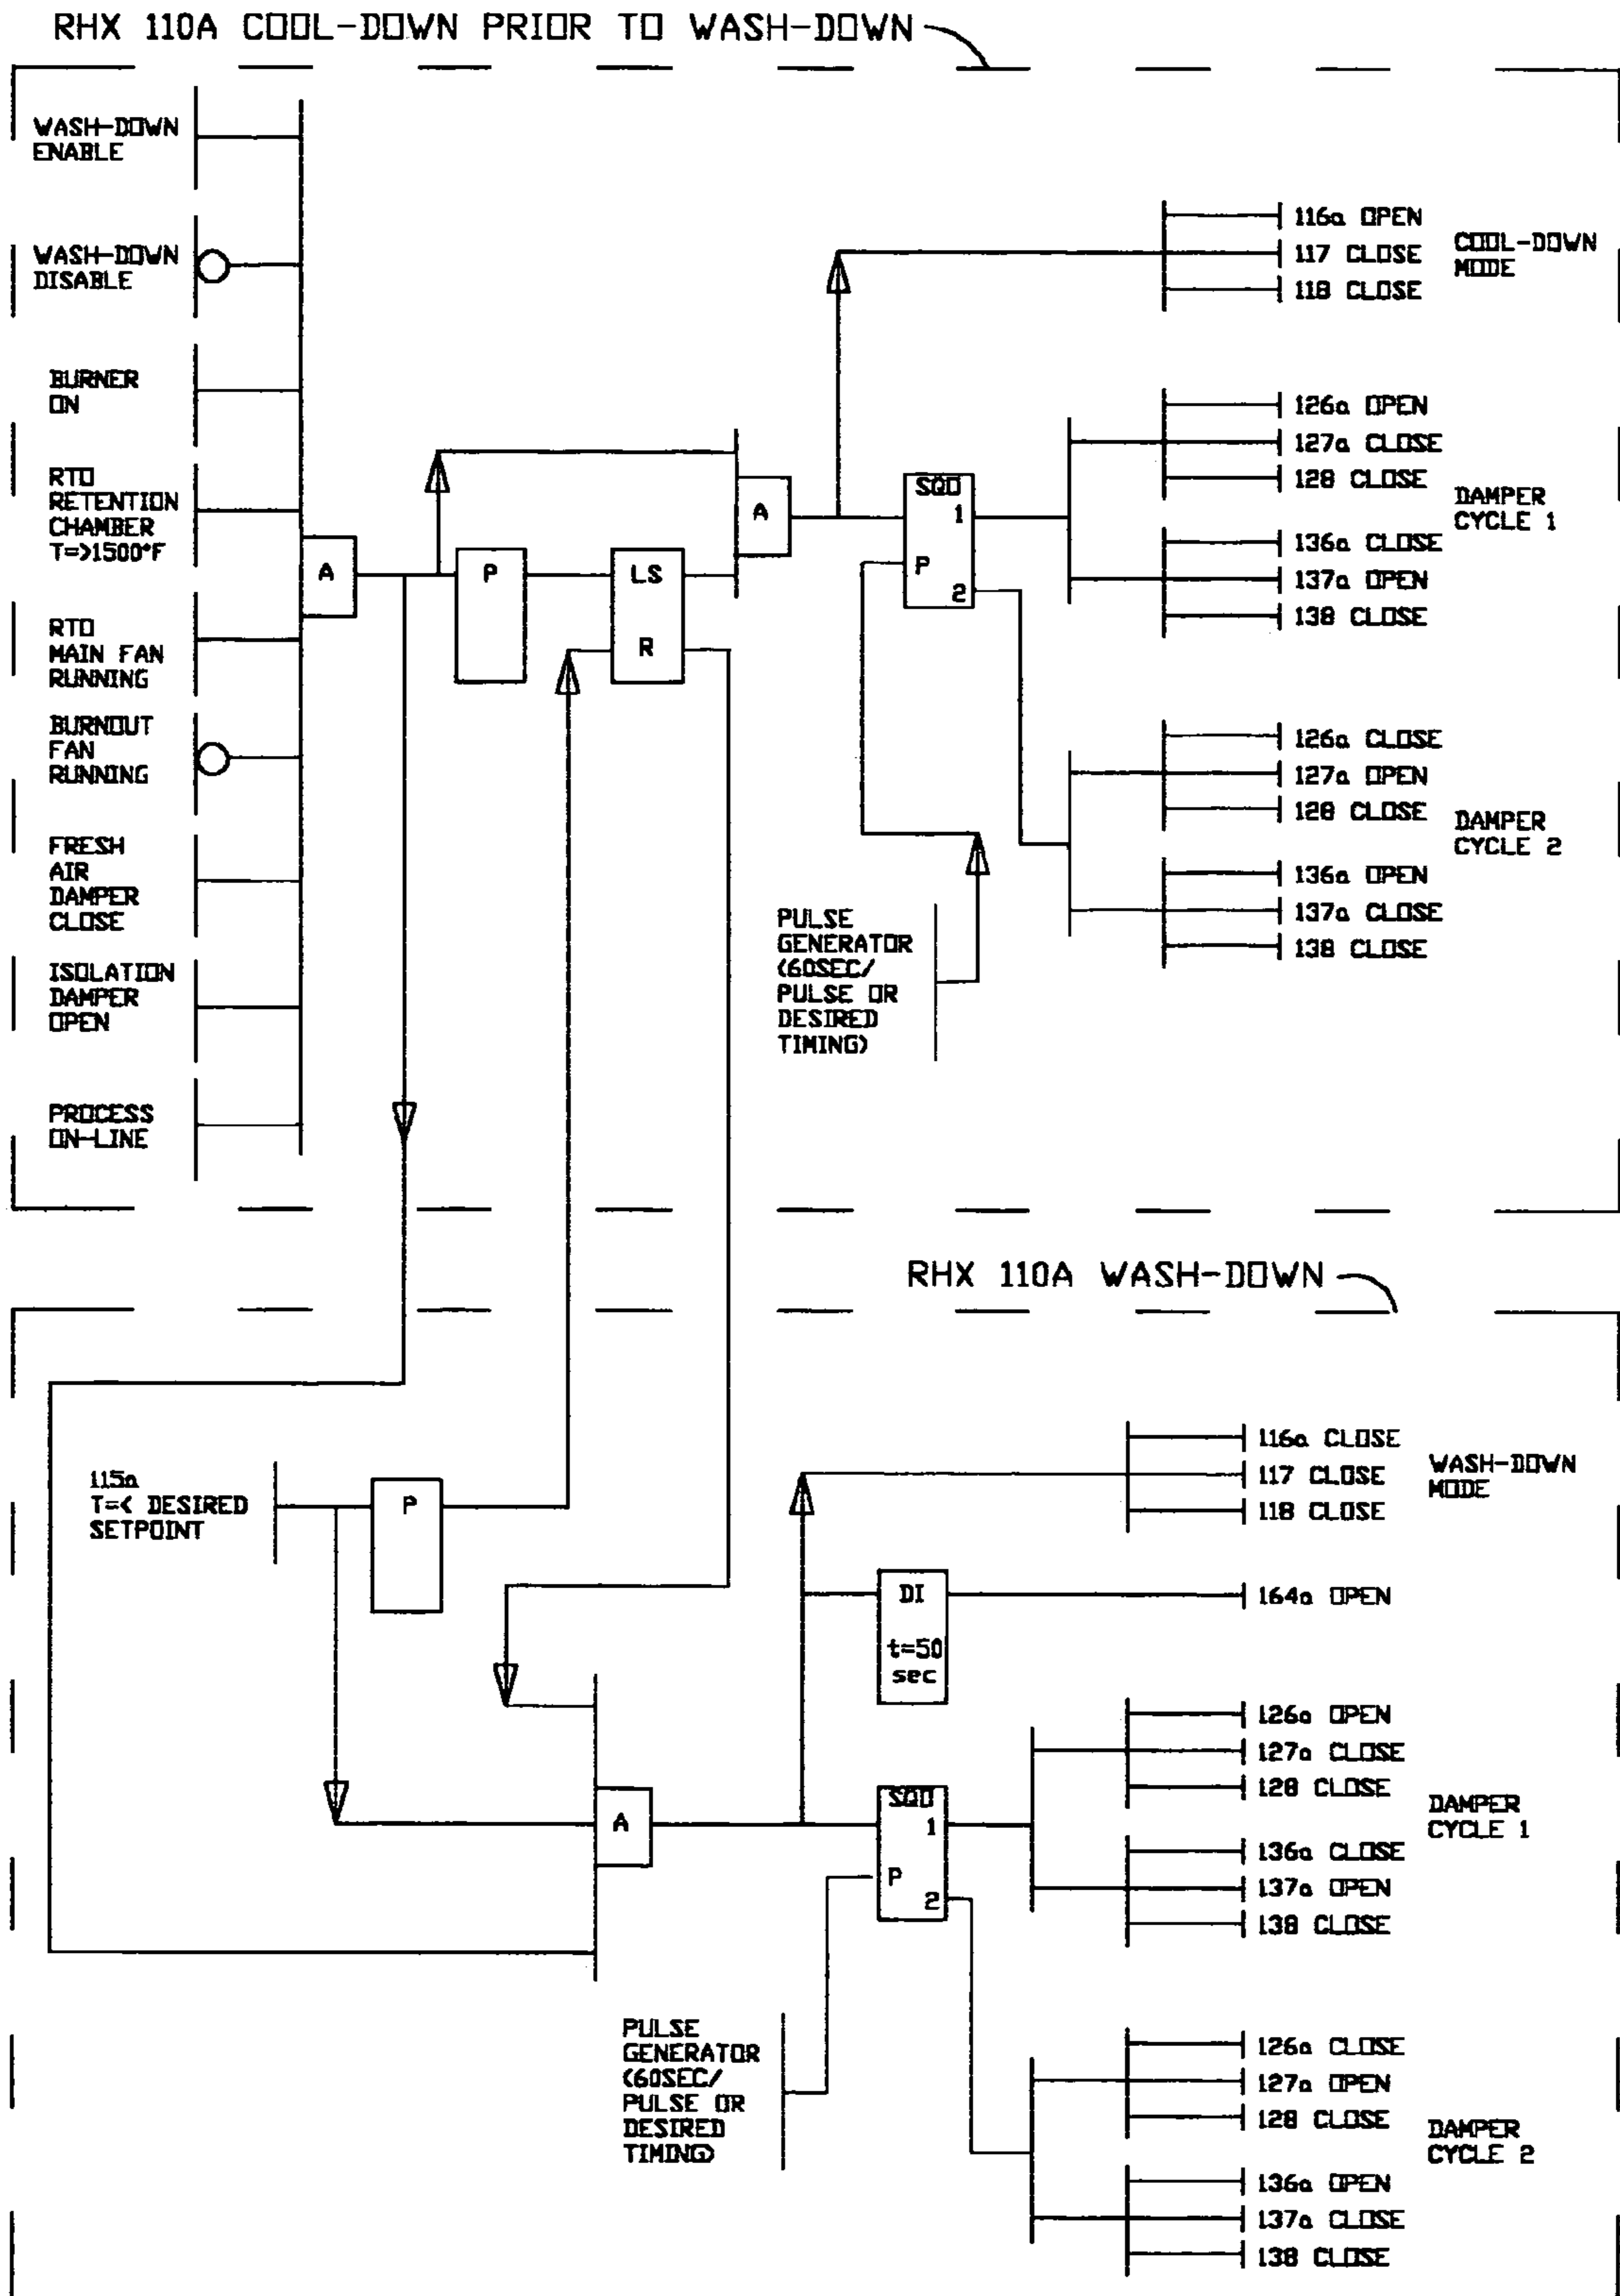 RHX 110A COOL-DOWN PRIOR TO WASH-DOWN
WASH-DOWN
ENABLE
WASH-DOWN
DISABLE
BURNER
ON
RTO
RETENTION
CHAMBER
T=>1500°F
RTO
MAIN FAN
RUNNING
BURNOUT
FAN
RUNNING
FRESH
AIR
DAMPER
CLOSE
ISOLATION
DAMPER
OPEN
PROCESS
ON-LINE
A
P
LS
R
A
SQO
1
P
2
PULSE
GENERATOR
(60SEC/
PULSE OR
DESIRED
TIMING)
116a OPEN
117 CLOSE
118 CLOSE
COOL-DOWN
MODE
126a OPEN
127a CLOSE
128 CLOSE
136a CLOSE
137a OPEN
138 CLOSE
DAMPER
CYCLE 1
126a CLOSE
127a OPEN
128 CLOSE
136a OPEN
137a CLOSE
138 CLOSE
DAMPER
CYCLE 2
RHX 110A WASH-DOWN
115a
T=< DESIRED
SETPOINT
P
A
DI
t=50
sec
SQO
1
P
2
PULSE
GENERATOR
(60SEC/
PULSE OR
DESIRED
TIMING)
116a CLOSE
117 CLOSE
118 CLOSE
WASH-DOWN
MODE
164a OPEN
126a OPEN
127a CLOSE
128 CLOSE
136a CLOSE
137a OPEN
138 CLOSE
DAMPER
CYCLE 1
126a CLOSE
127a OPEN
128 CLOSE
136a OPEN
137a CLOSE
138 CLOSE
DAMPER
CYCLE 2